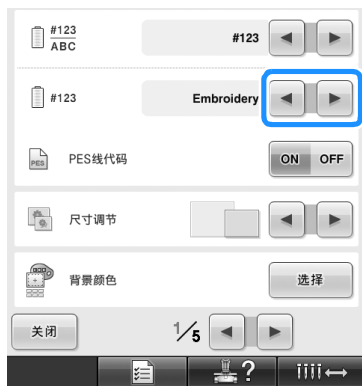 #123
ABC
#123
#123
Embroidery
PES
PES线代码
ON OFF
尺寸调节
背景颜色
选择
关闭
1/5
?